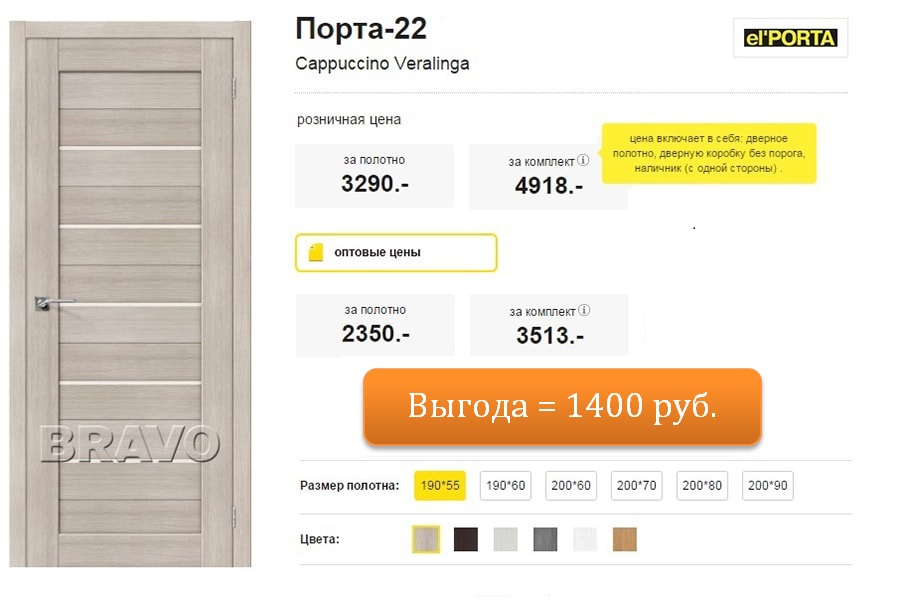 Порта-22
Cappuccino Veralinga
el'PORTA
розничная цена
за полотно
3290.-
за комплект
4918.-
цена включает в себя: дверное
полотно, дверную коробку без порога,
наличник (с одной стороны) .
оптовые цены
за полотно
2350.-
за комплект
3513.-
Выгода = 1400 руб.
BRAVO
Размер полотна: 190*55 190*60 200*60 200*70 200*80 200*90
Цвета: